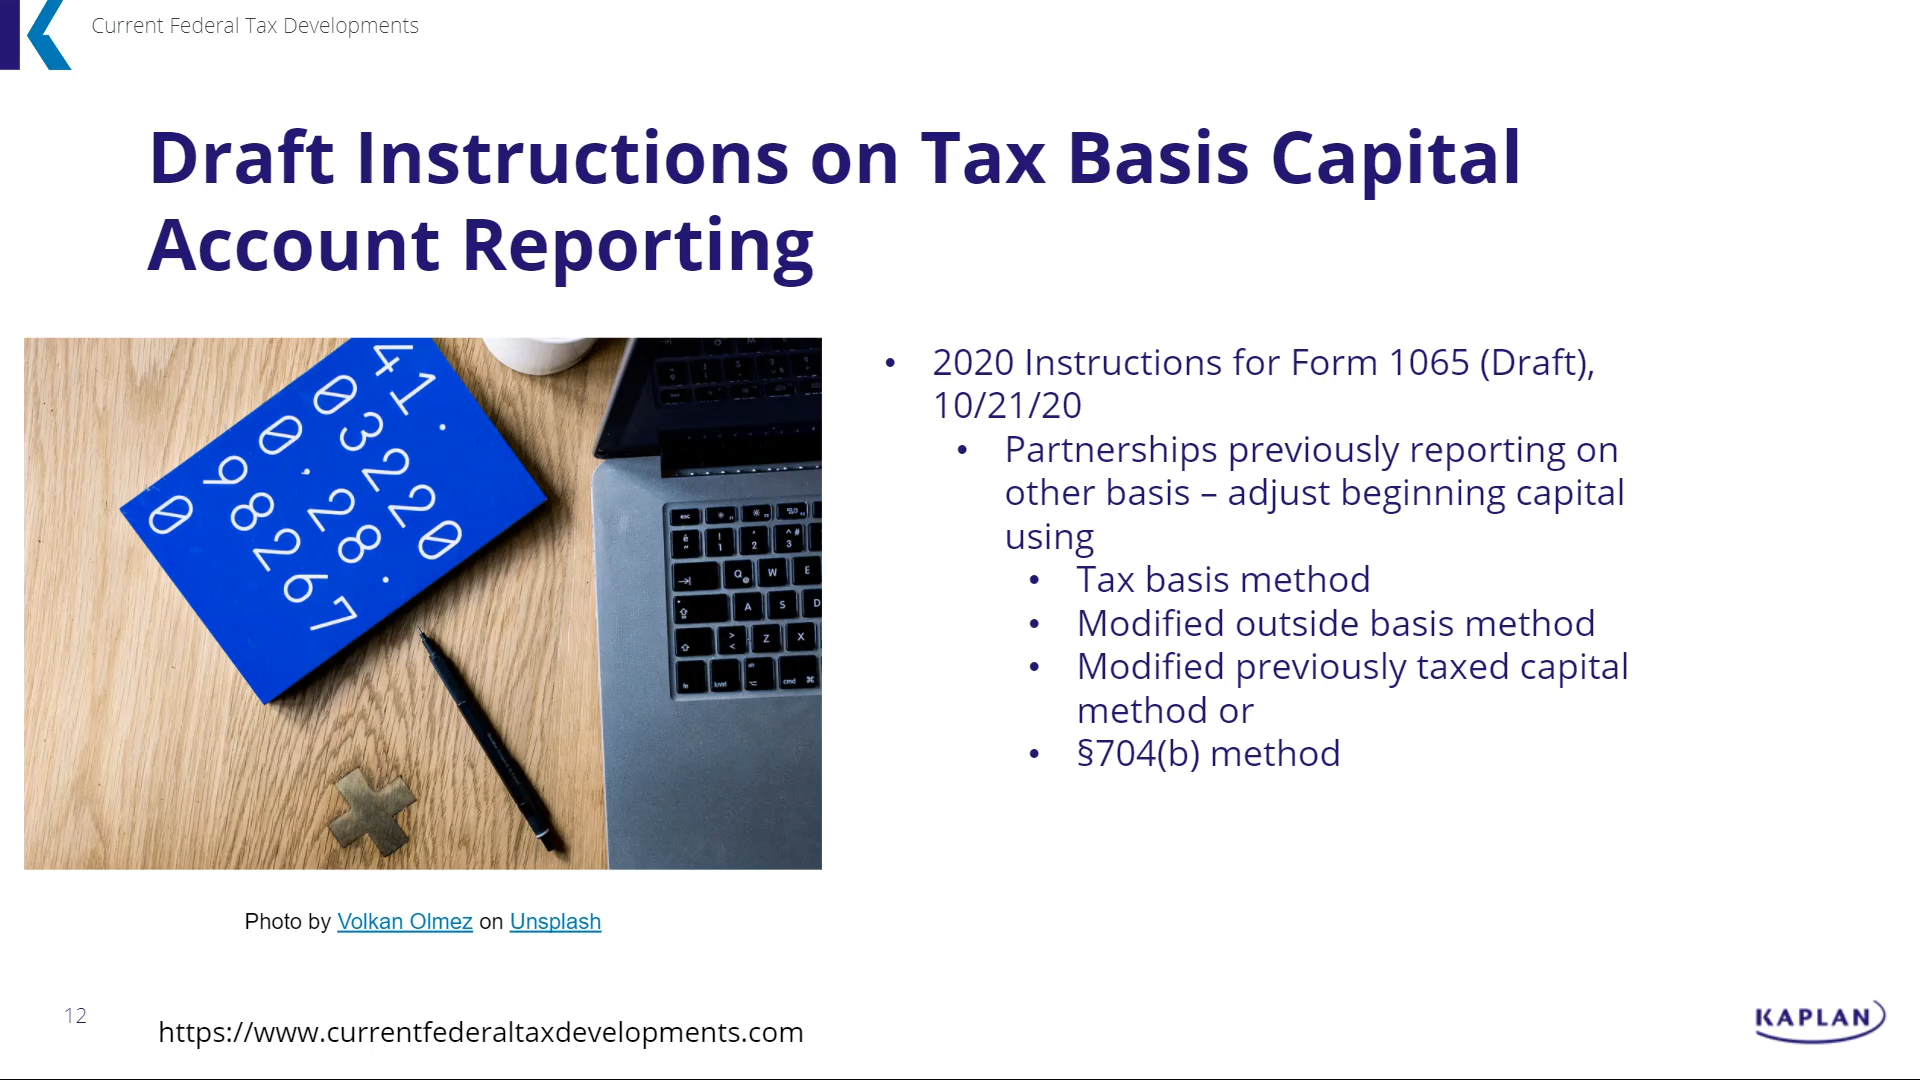 Current Federal Tax Developments
Draft Instructions on Tax Basis Capital
Account Reporting
• 2020 Instructions for Form 1065 (Draft),
10/21/20
• Partnerships previously reporting on
other basis – adjust beginning capital
using
• Tax basis method
• Modified outside basis method
• Modified previously taxed capital
method or
• §704(b) method
Photo by Volkan Olmez on Unsplash
12
https://www.currentfederaltaxdevelopments.com
KAPLAN